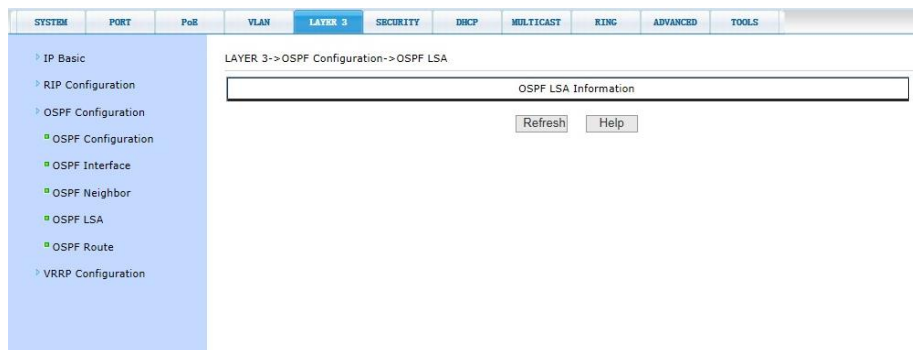 SYSTEM PORT PoE VLAN LAYER 3 SECURITY DHCP MULTICAST RING ADVANCED TOOLS
IP Basic
RIP Configuration
OSPF Configuration
OSPF Configuration
OSPF Interface
OSPF Neighbor
OSPF LSA
OSPF Route
VRRP Configuration
LAYER 3->OSPF Configuration->OSPF LSA
OSPF LSA Information
Refresh Help